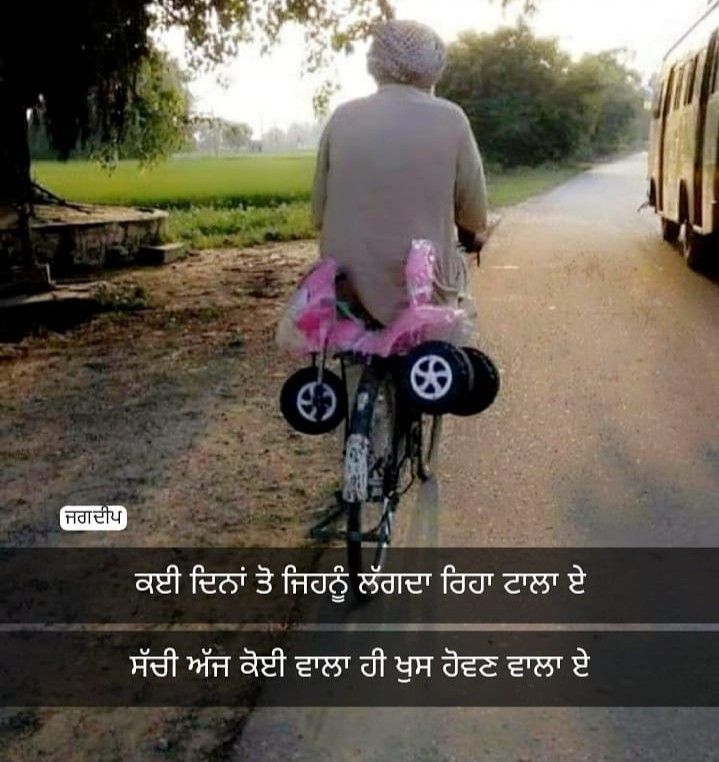 ਜਗਦੀਪ
ਕਈ ਦਿਨਾਂ ਤੋ ਜਿਹਨੂੰ ਲੱਗਦਾ ਰਿਹਾ ਟਾਲਾ ਏ
ਸੱਚੀ ਅੱਜ ਕੋਈ ਵਾਲਾ ਹੀ ਖੁਸ ਹੋਵਣ ਵਾਲਾ ਏ